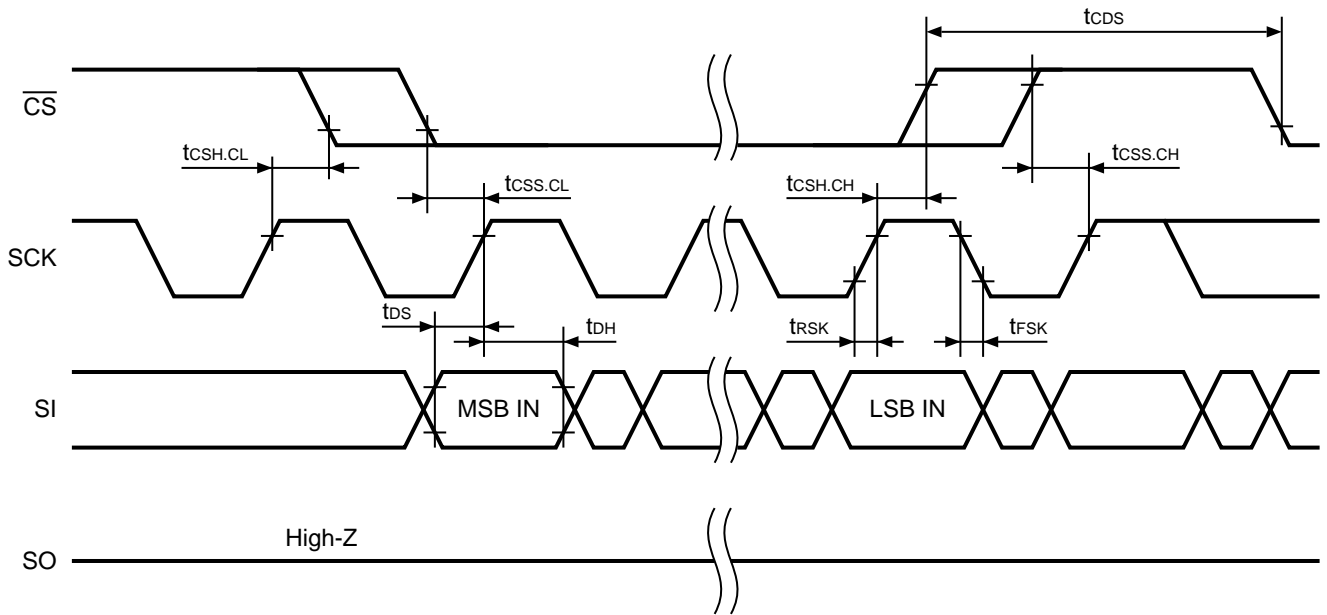 tCDS
CS
tCSH.CL
tCSS.CL
tCSH.CH
tCSS.CH
SCK
tDS
tDH
tRSK
tFSK
SI
MSB IN
LSB IN
High-Z
SO